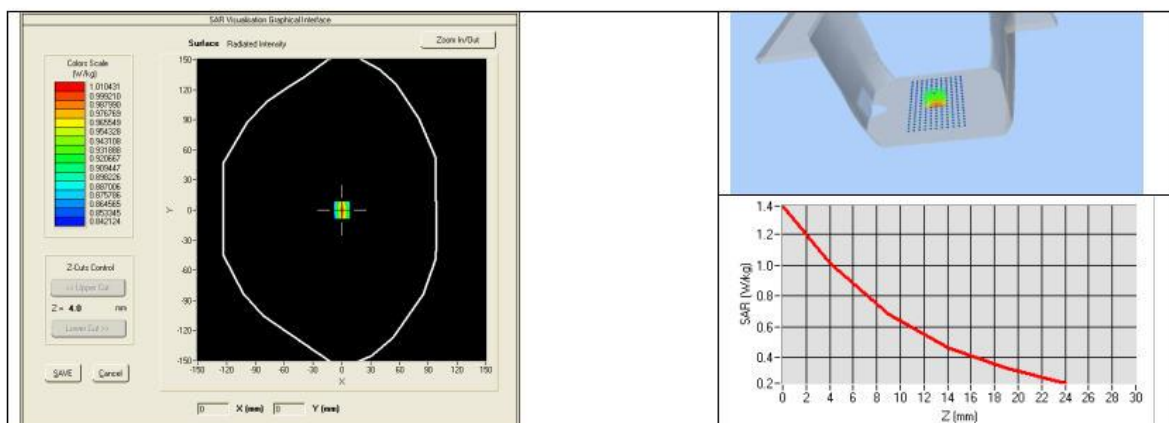 SAR Visualisation Graphical Interface
Surface Radiated Intensity
Zoom In/Out
Colors Scale
(W/kg)
1.010431
0.999210
0.987990
0.976769
0.965549
0.954328
0.943108
0.931888
0.920667
0.909447
0.898226
0.887006
0.875786
0.864565
0.853345
0.842124
Z-Cuts Control
<< Upper Cut
Z = 4.0 mm
Lower Cut >>
SAVE Cancel
150
120
90
60
30
0
-30
-60
-90
-120
-150
Y
-150 -120 -90 -60 -30 0 30 60 90 120 150
X
0 X (mm) 0 Y (mm)
1.4
1.2
1.0
0.8
0.6
0.4
0.2
SAR (W/kg)
0 2 4 6 8 10 12 14 16 18 20 22 24 26 28 30
Z (mm)